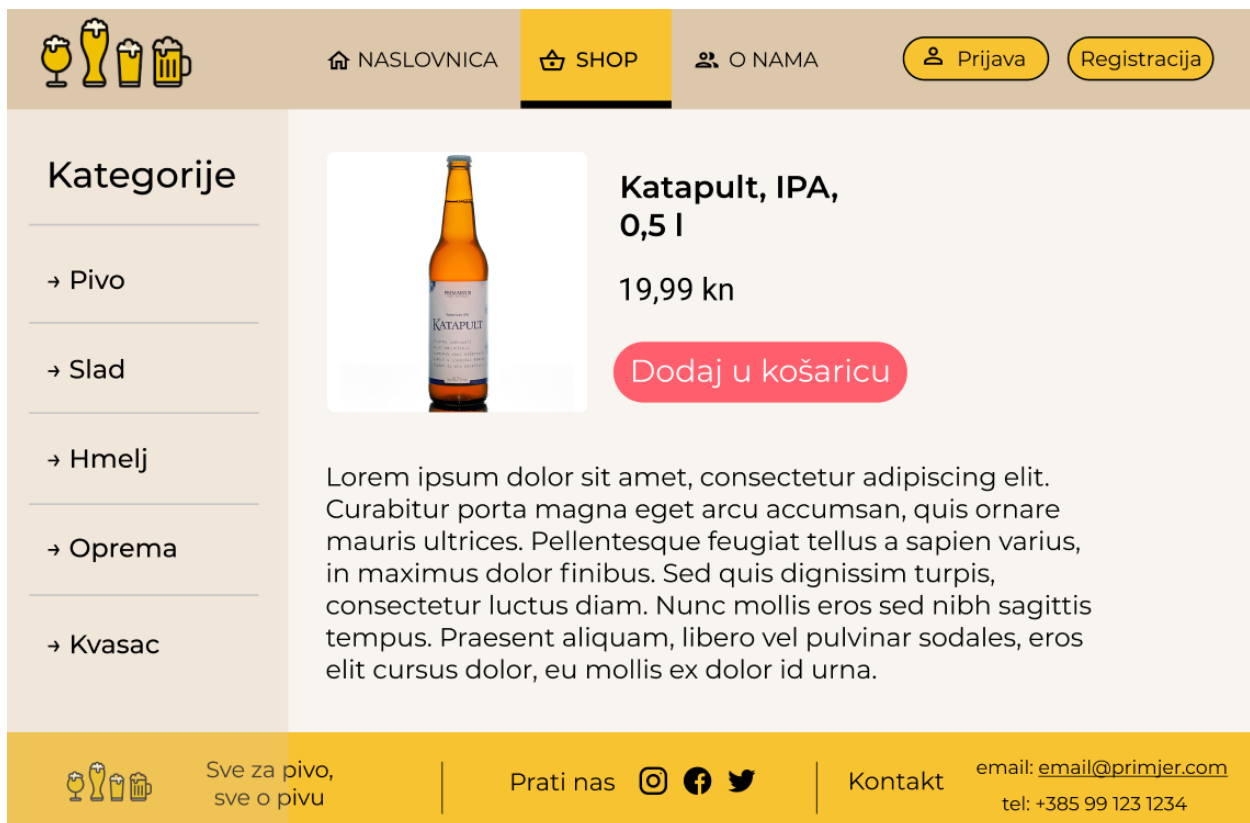 NASLOVNICA
SHOP
O NAMA
Prijava
Registracija
Kategorije
→ Pivo
→ Slad
→ Hmelj
→ Oprema
→ Kvasac
KATAPULT
Katapult, IPA,
0,5 l
19,99 kn
Dodaj u košaricu
Lorem ipsum dolor sit amet, consectetur adipiscing elit.
Curabitur porta magna eget arcu accumsan, quis ornare
mauris ultrices. Pellentesque feugiat tellus a sapien varius,
in maximus dolor finibus. Sed quis dignissim turpis,
consectetur luctus diam. Nunc mollis eros sed nibh sagittis
tempus. Praesent aliquam, libero vel pulvinar sodales, eros
elit cursus dolor, eu mollis ex dolor id urna.
Sve za pivo,
sve o pivu
Prati nas
Kontakt
email: email@primjer.com
tel: +385 99 123 1234